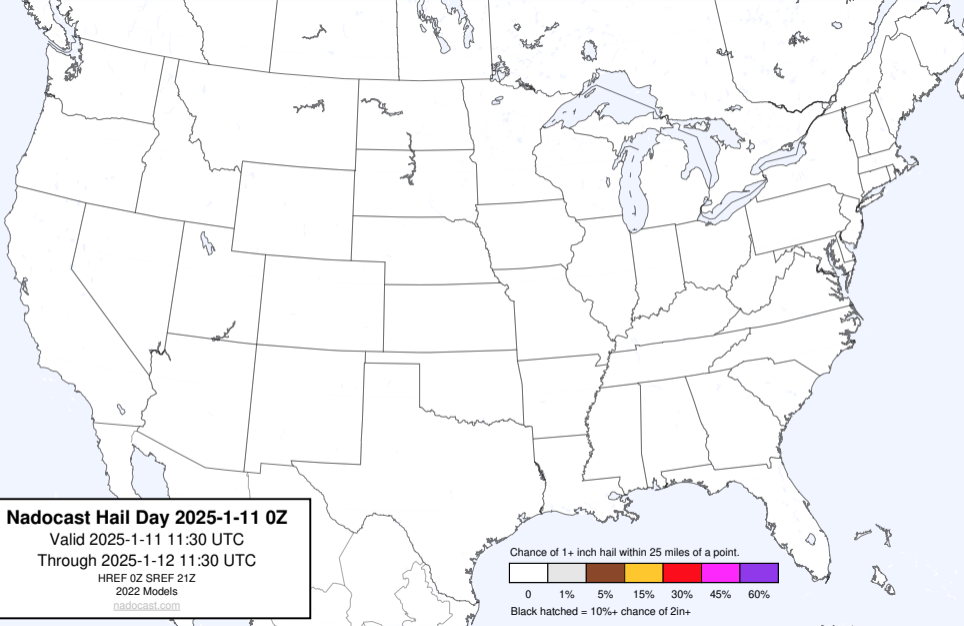 Nadocast Hail Day 2025-1-11 0Z
Valid 2025-1-11 11:30 UTC
Through 2025-1-12 11:30 UTC
HREF 0Z SREF 21Z
2022 Models
nadocast.com
Chance of 1+ inch hail within 25 miles of a point.
0 1% 5% 15% 30% 45% 60%
Black hatched = 10%+ chance of 2in+